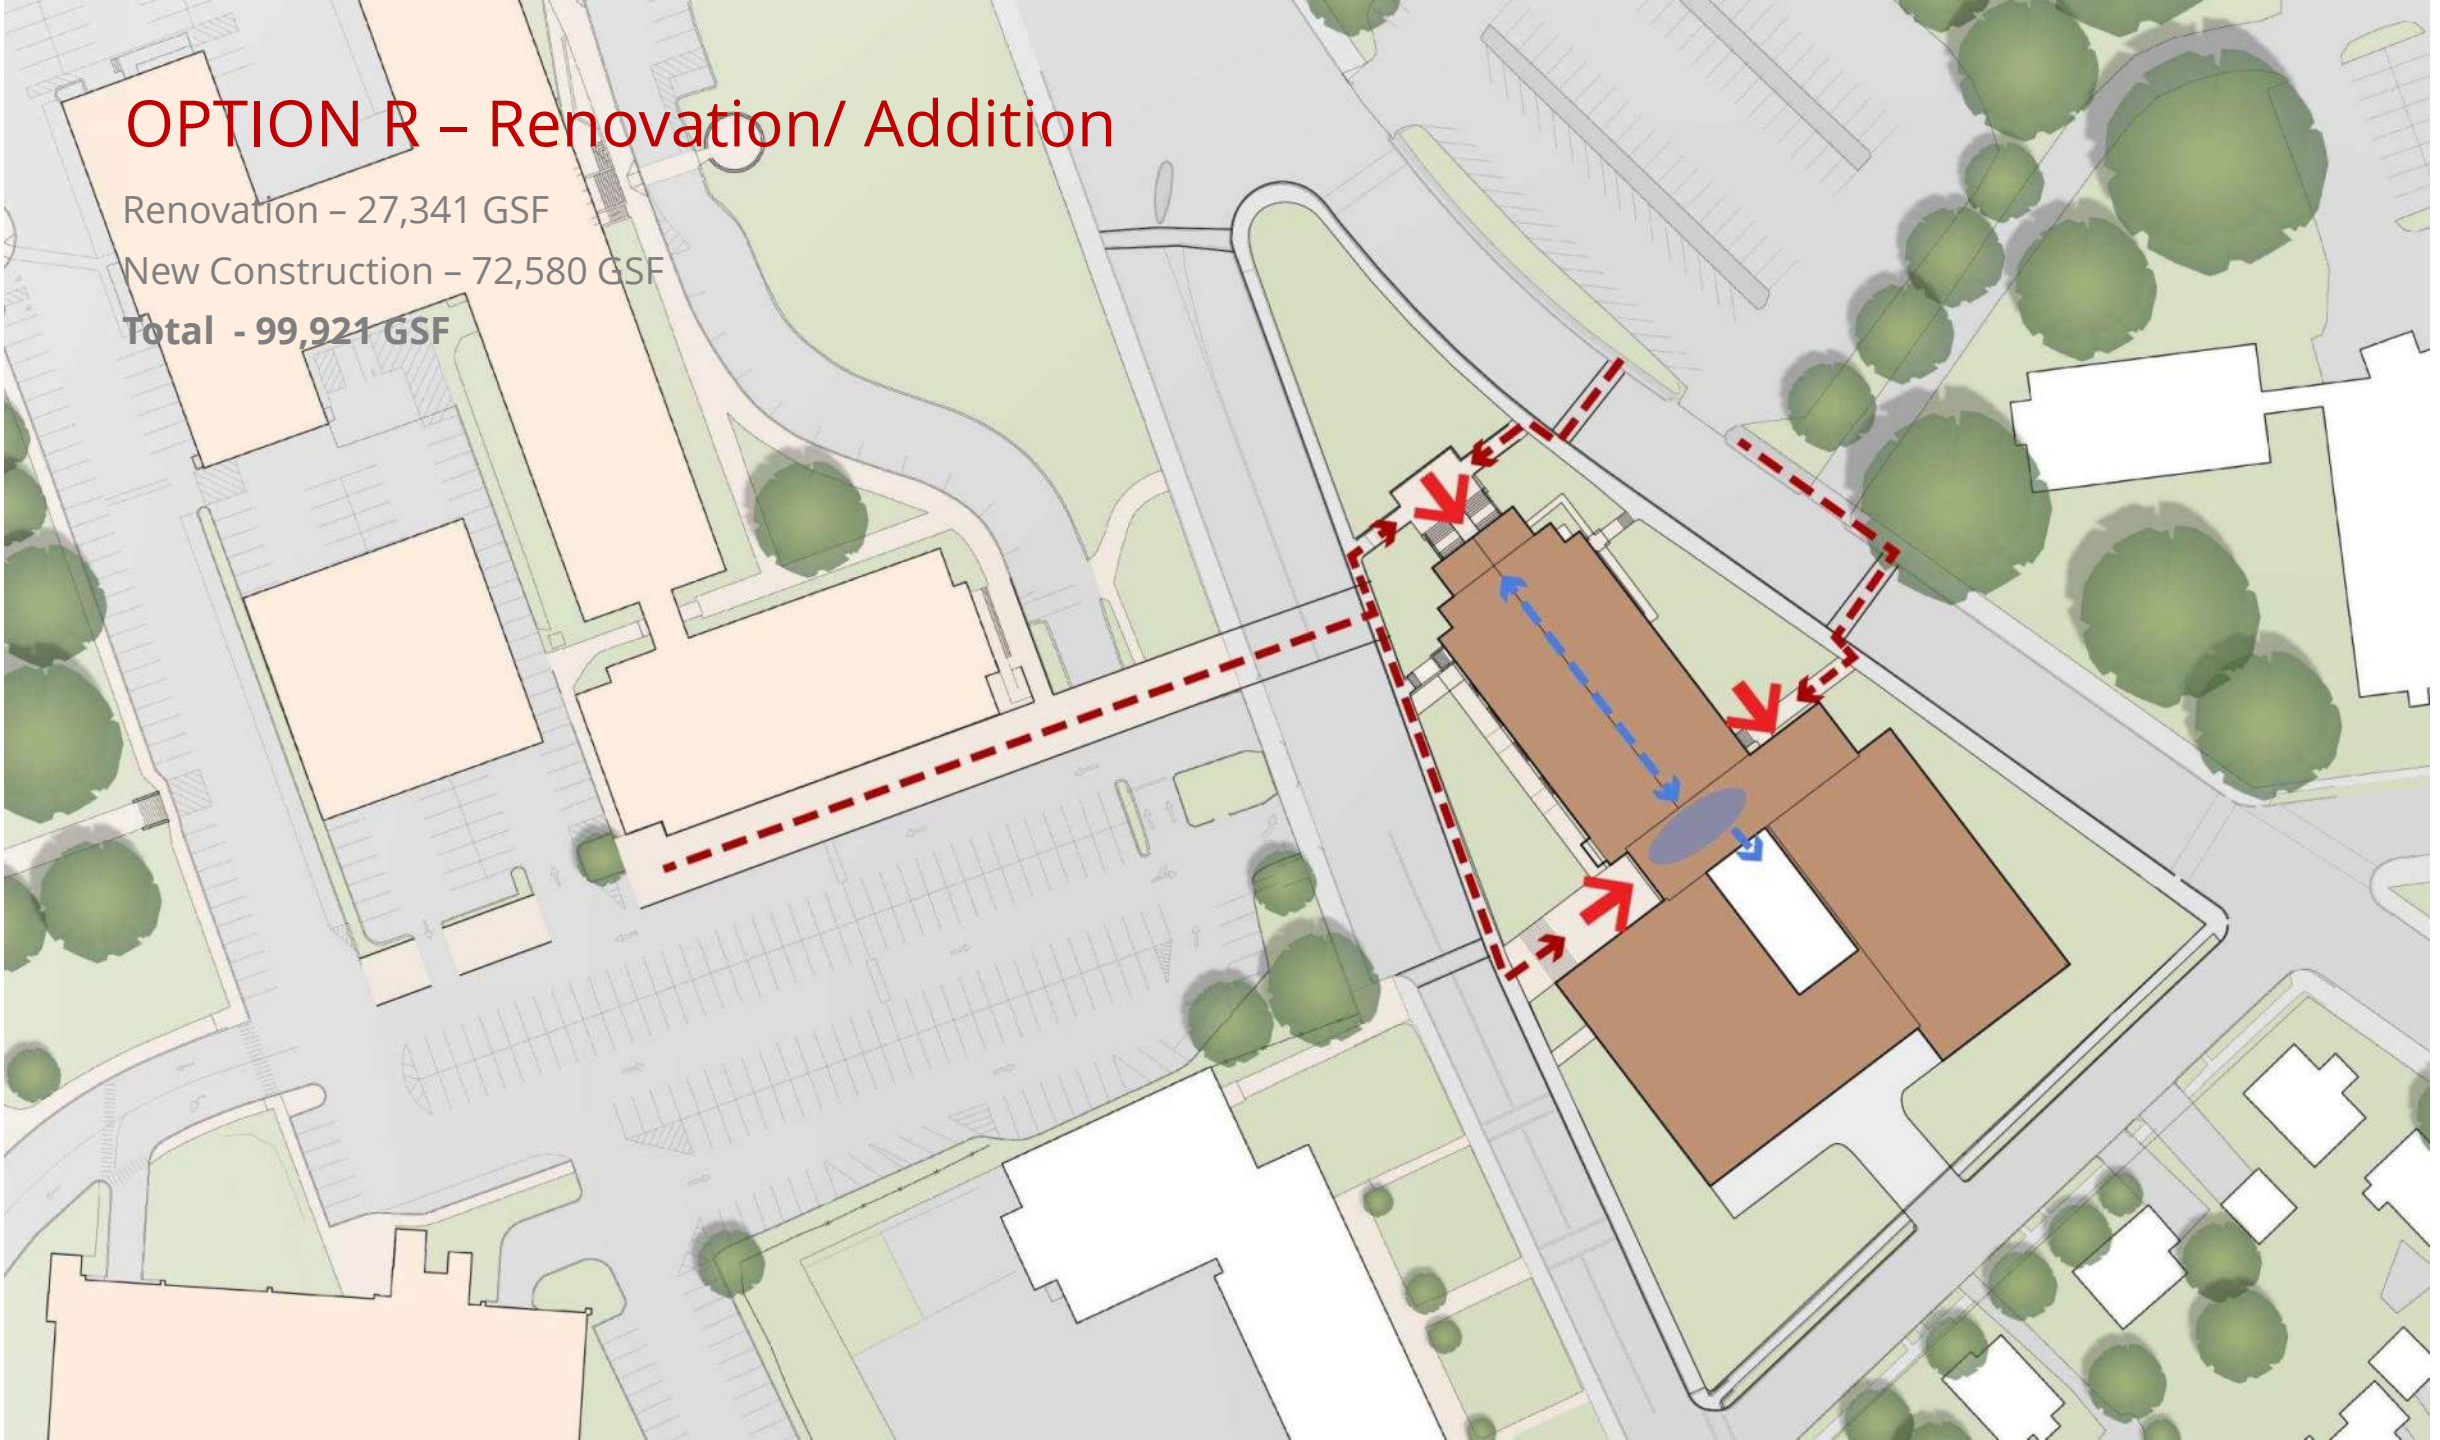 OPTION R – Renovation/ Addition
Renovation – 27,341 GSF
New Construction – 72,580 GSF
Total - 99,921 GSF